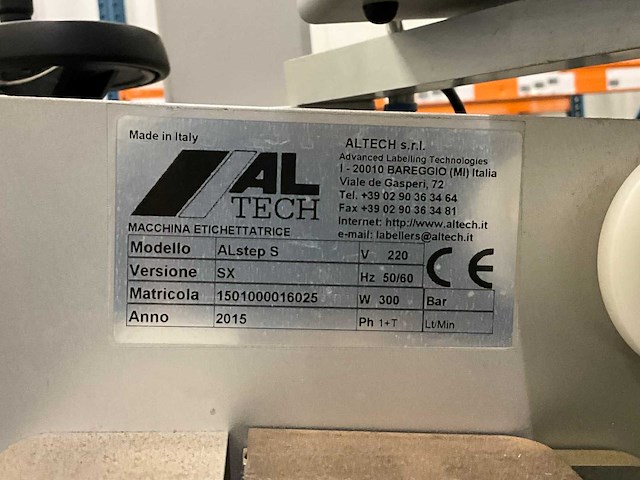 Made in Italy
AL
TECH
MACCHINA ETICHETTATRICE
ALTECH s.r.l.
Advanced Labelling Technologies
I - 20010 BAREGGIO (MI) Italia
Viale de Gasperi, 72
Tel. +39 02 90 36 34 64
Fax +39 02 90 36 34 81
Internet: http://www.altech.it
e-mail: labellers@altech.it
Modello ALstep S V 220
Versione SX Hz 50/60
CE
Matricola 1501000016025 W 300 Bar
Anno 2015 Ph 1+T Lt/Min